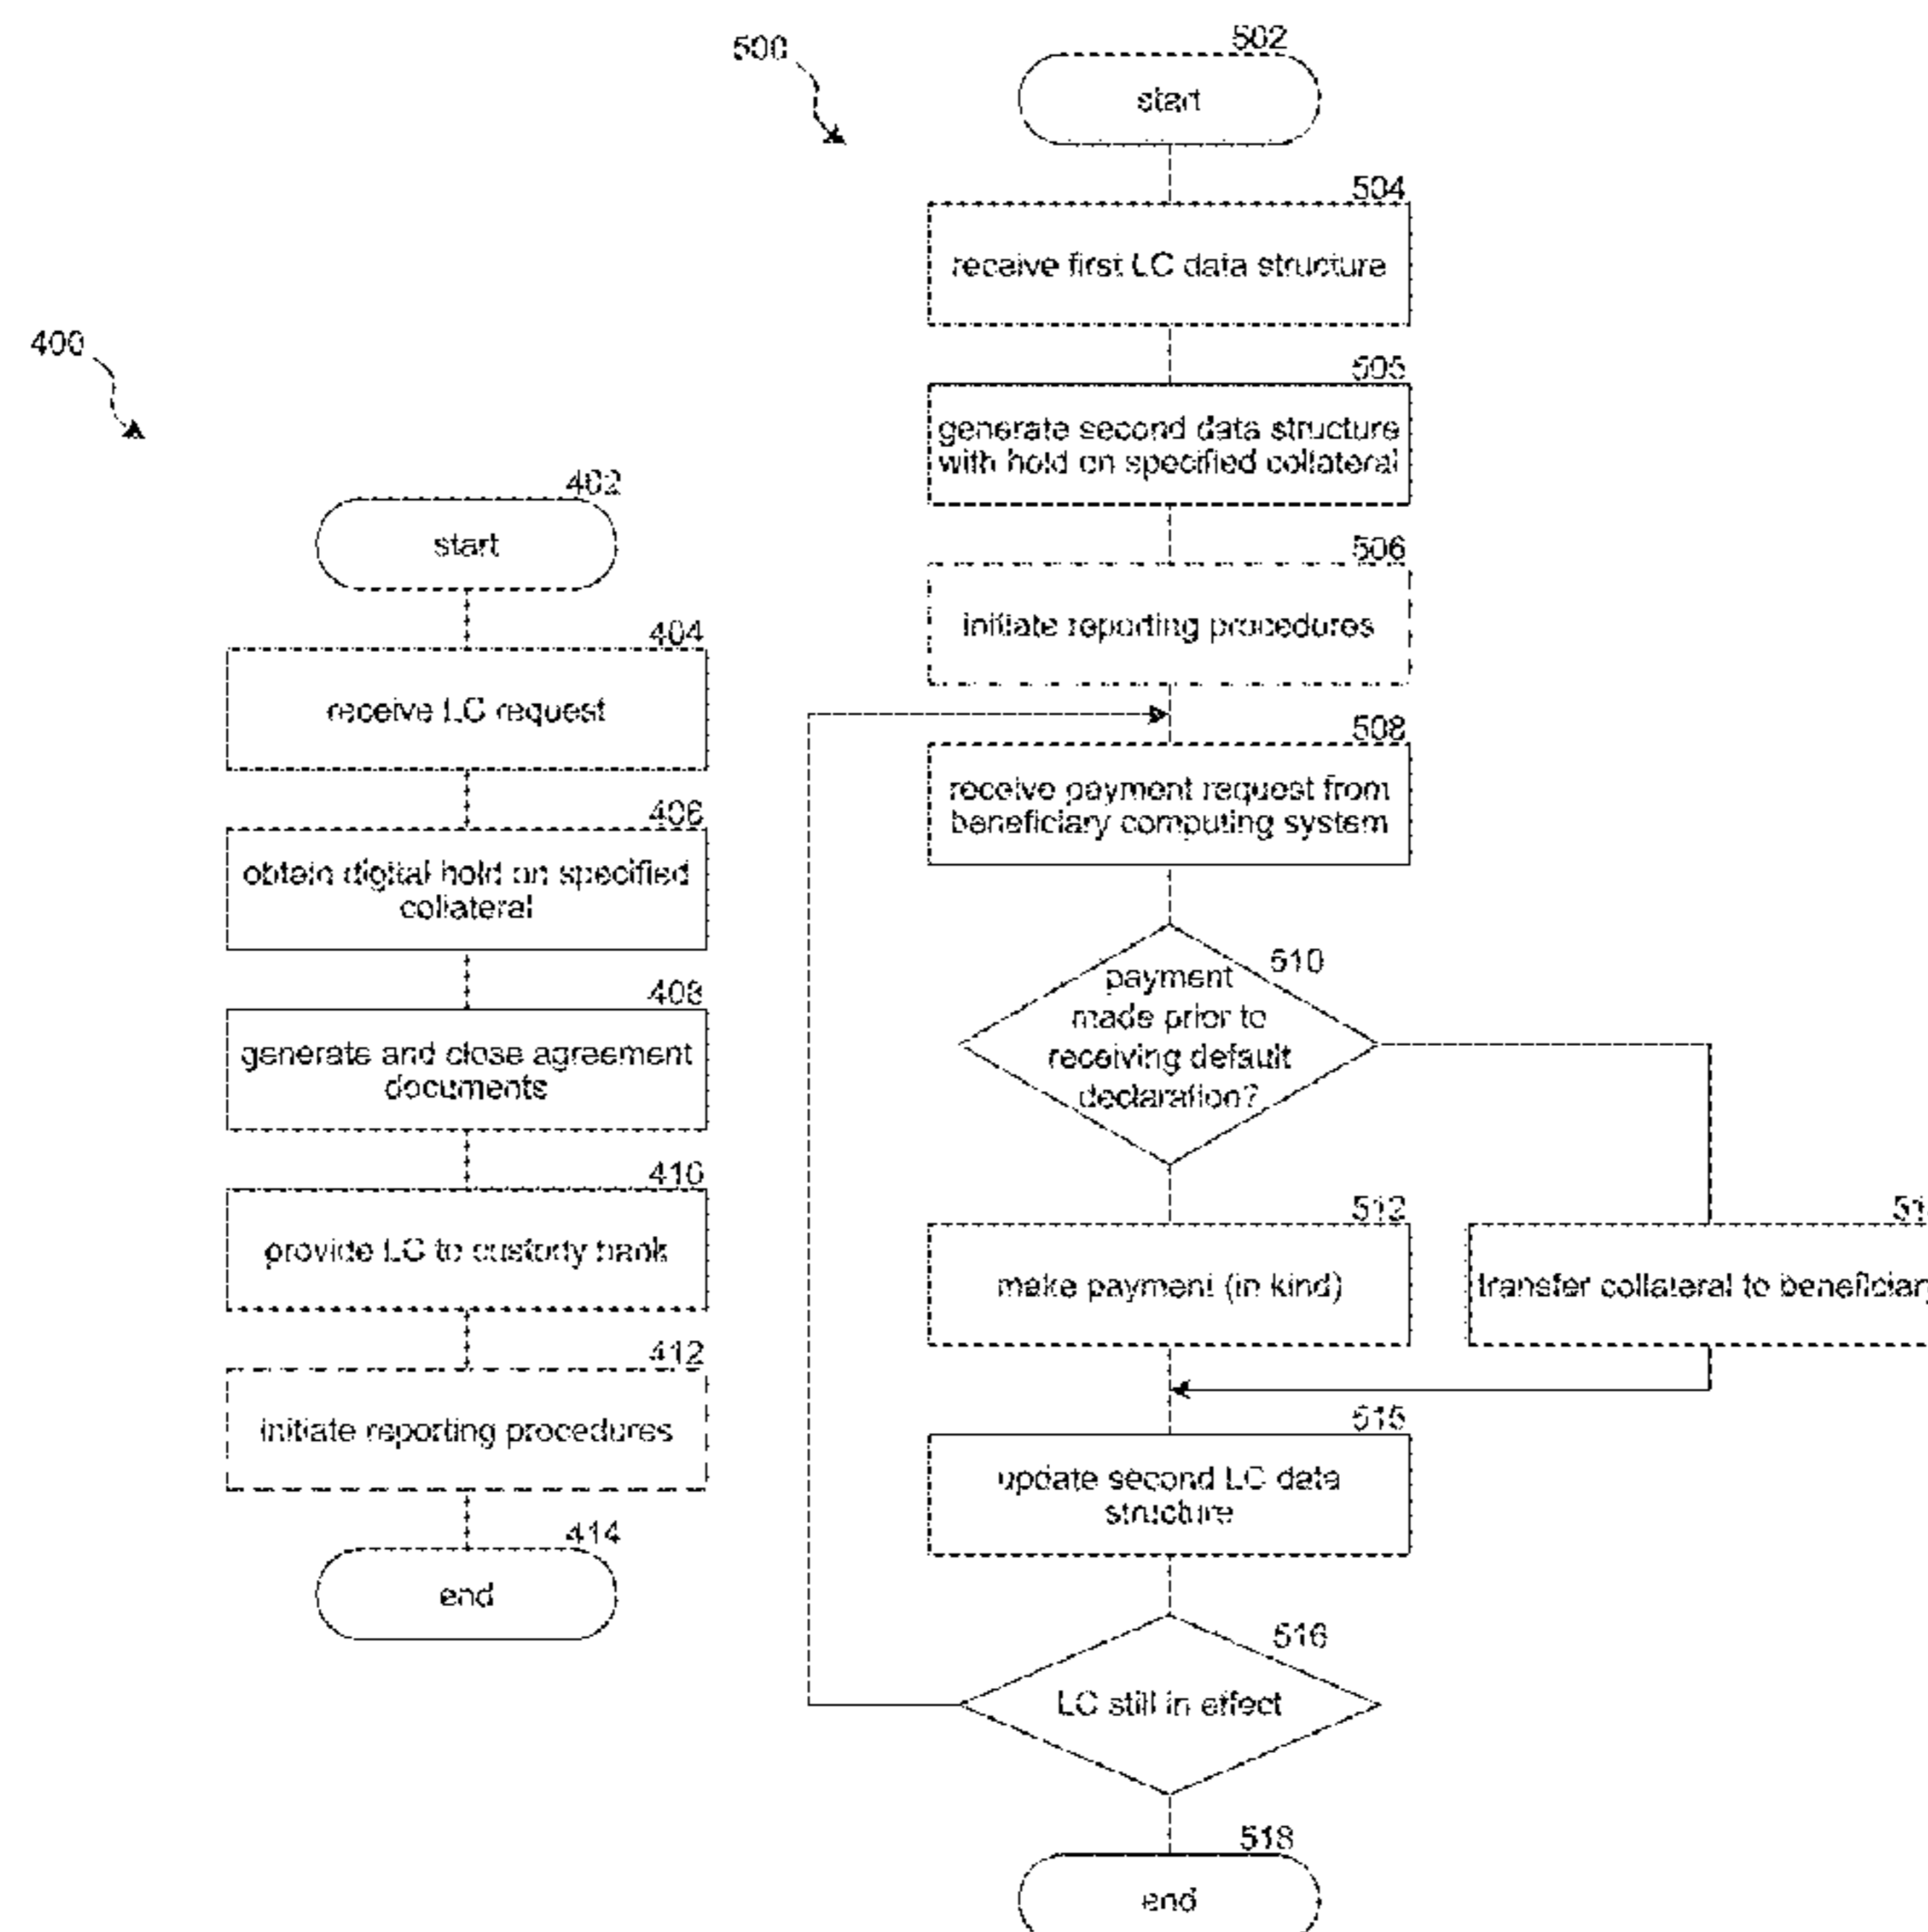 400
402
start
404
receive LC request
406
obtain digital hold on specified
collateral
408
generate and close agreement
documents
410
provide LC to custody bank
412
initiate reporting procedures
414
end
500
502
start
504
receive first LC data structure
505
generate second data structure
with hold on specified collateral
506
initiate reporting procedures
508
receive payment request from
beneficiary computing system
510
payment
made prior to
receiving default
declaration?
512
make payment (in kind)
transfer collateral to beneficiary
515
update second LC data
structure
516
LC still in effect
518
end